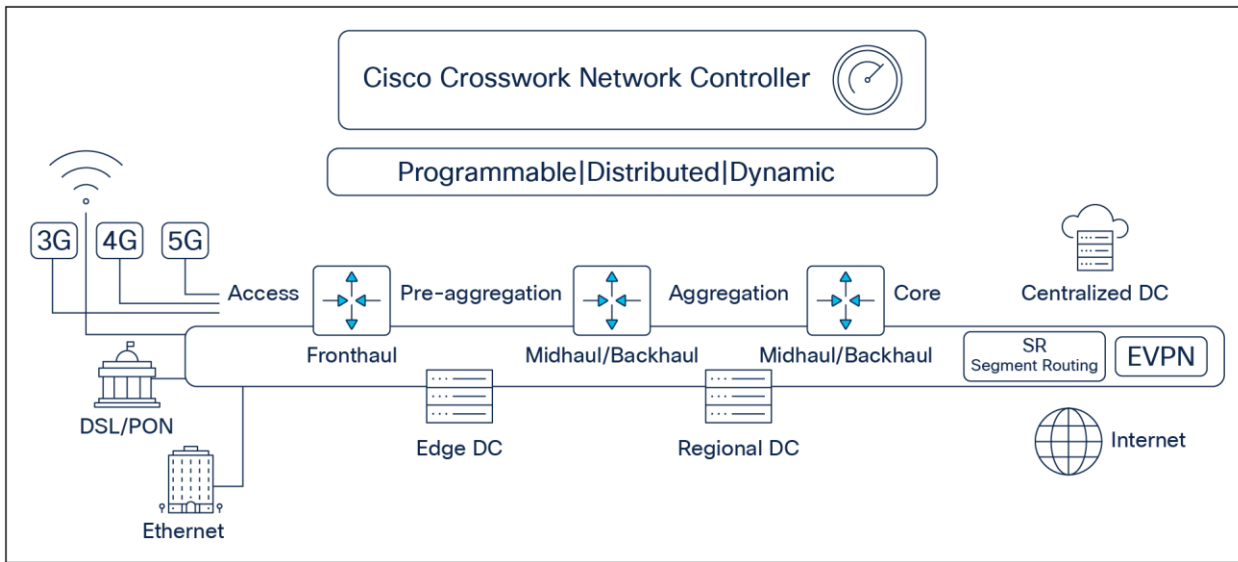 Cisco Crosswork Network Controller
Programmable|Distributed|Dynamic
3G
4G
5G
Access
Pre-aggregation
Aggregation
Core
Centralized DC
Fronthaul
Midhaul/Backhaul
Midhaul/Backhaul
SR
Segment Routing
EVPN
DSL/PON
Edge DC
Regional DC
Internet
Ethernet